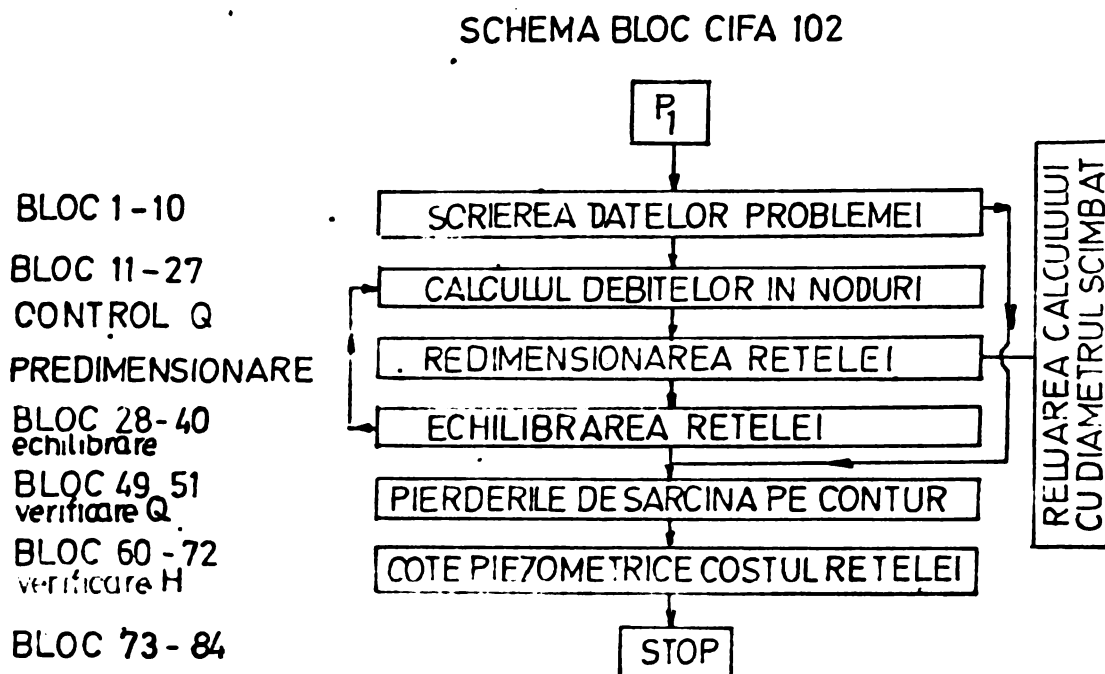 SCHEMA BLOC CIFA 102
P1
BLOC 1-10
SCRIEREA DATELOR PROBLEMEI
BLOC 11-27
CALCULUL DEBITELOR IN NODURI
CONTROL Q
PREDIMENSIONARE
REDIMENSIONAREA RETELEI
BLOC 28-40
echilibrare
ECHILIBRAREA RETELEI
BLOC 49 51
verificare Q
PIERDERILE DE SARCINA PE CONTUR
BLOC 60-72
verificare H
COTE PIEZOMETRICE COSTUL RETELEI
BLOC 73-84
STOP
RELUAREA CALCULULUI
CU DIAMETRUL SCIMBAT